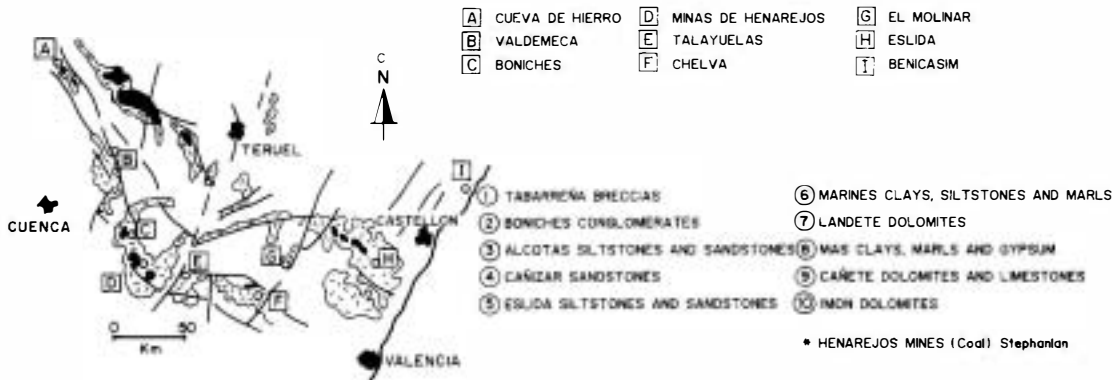 A CUEVA DE HIERRO
B VALDEMECA
C BONICHES
D MINAS DE HENAREJOS
E TALAYUELAS
F CHELVA
G EL MOLINAR
H ESLIDA
I BENICASIM
C
N
A
TERUEL
B
I
CUENCA
C
CASTELLON
G
H
E
D
F
0 50
Km
VALENCIA
1 TABARREÑA BRECCIAS
2 BONICHES CONGLOMERATES
3 ALCOTAS SILTSTONES AND SANDSTONES
4 CAÑIZAR SANDSTONES
5 ESLIDA SILTSTONES AND SANDSTONES
6 MARINES CLAYS, SILTSTONES AND MARLS
7 LANDETE DOLOMITES
8 MAS CLAYS, MARLS AND GYPSUM
9 CAÑETE DOLOMITES AND LIMESTONES
10 IMON DOLOMITES
* HENAREJOS MINES (Coal) Stephanian